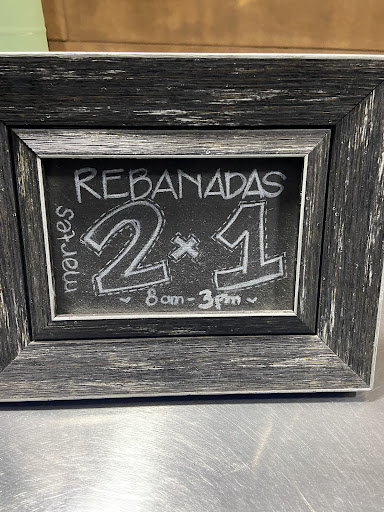 REBANADAS
martes
2x1
8am-3pm